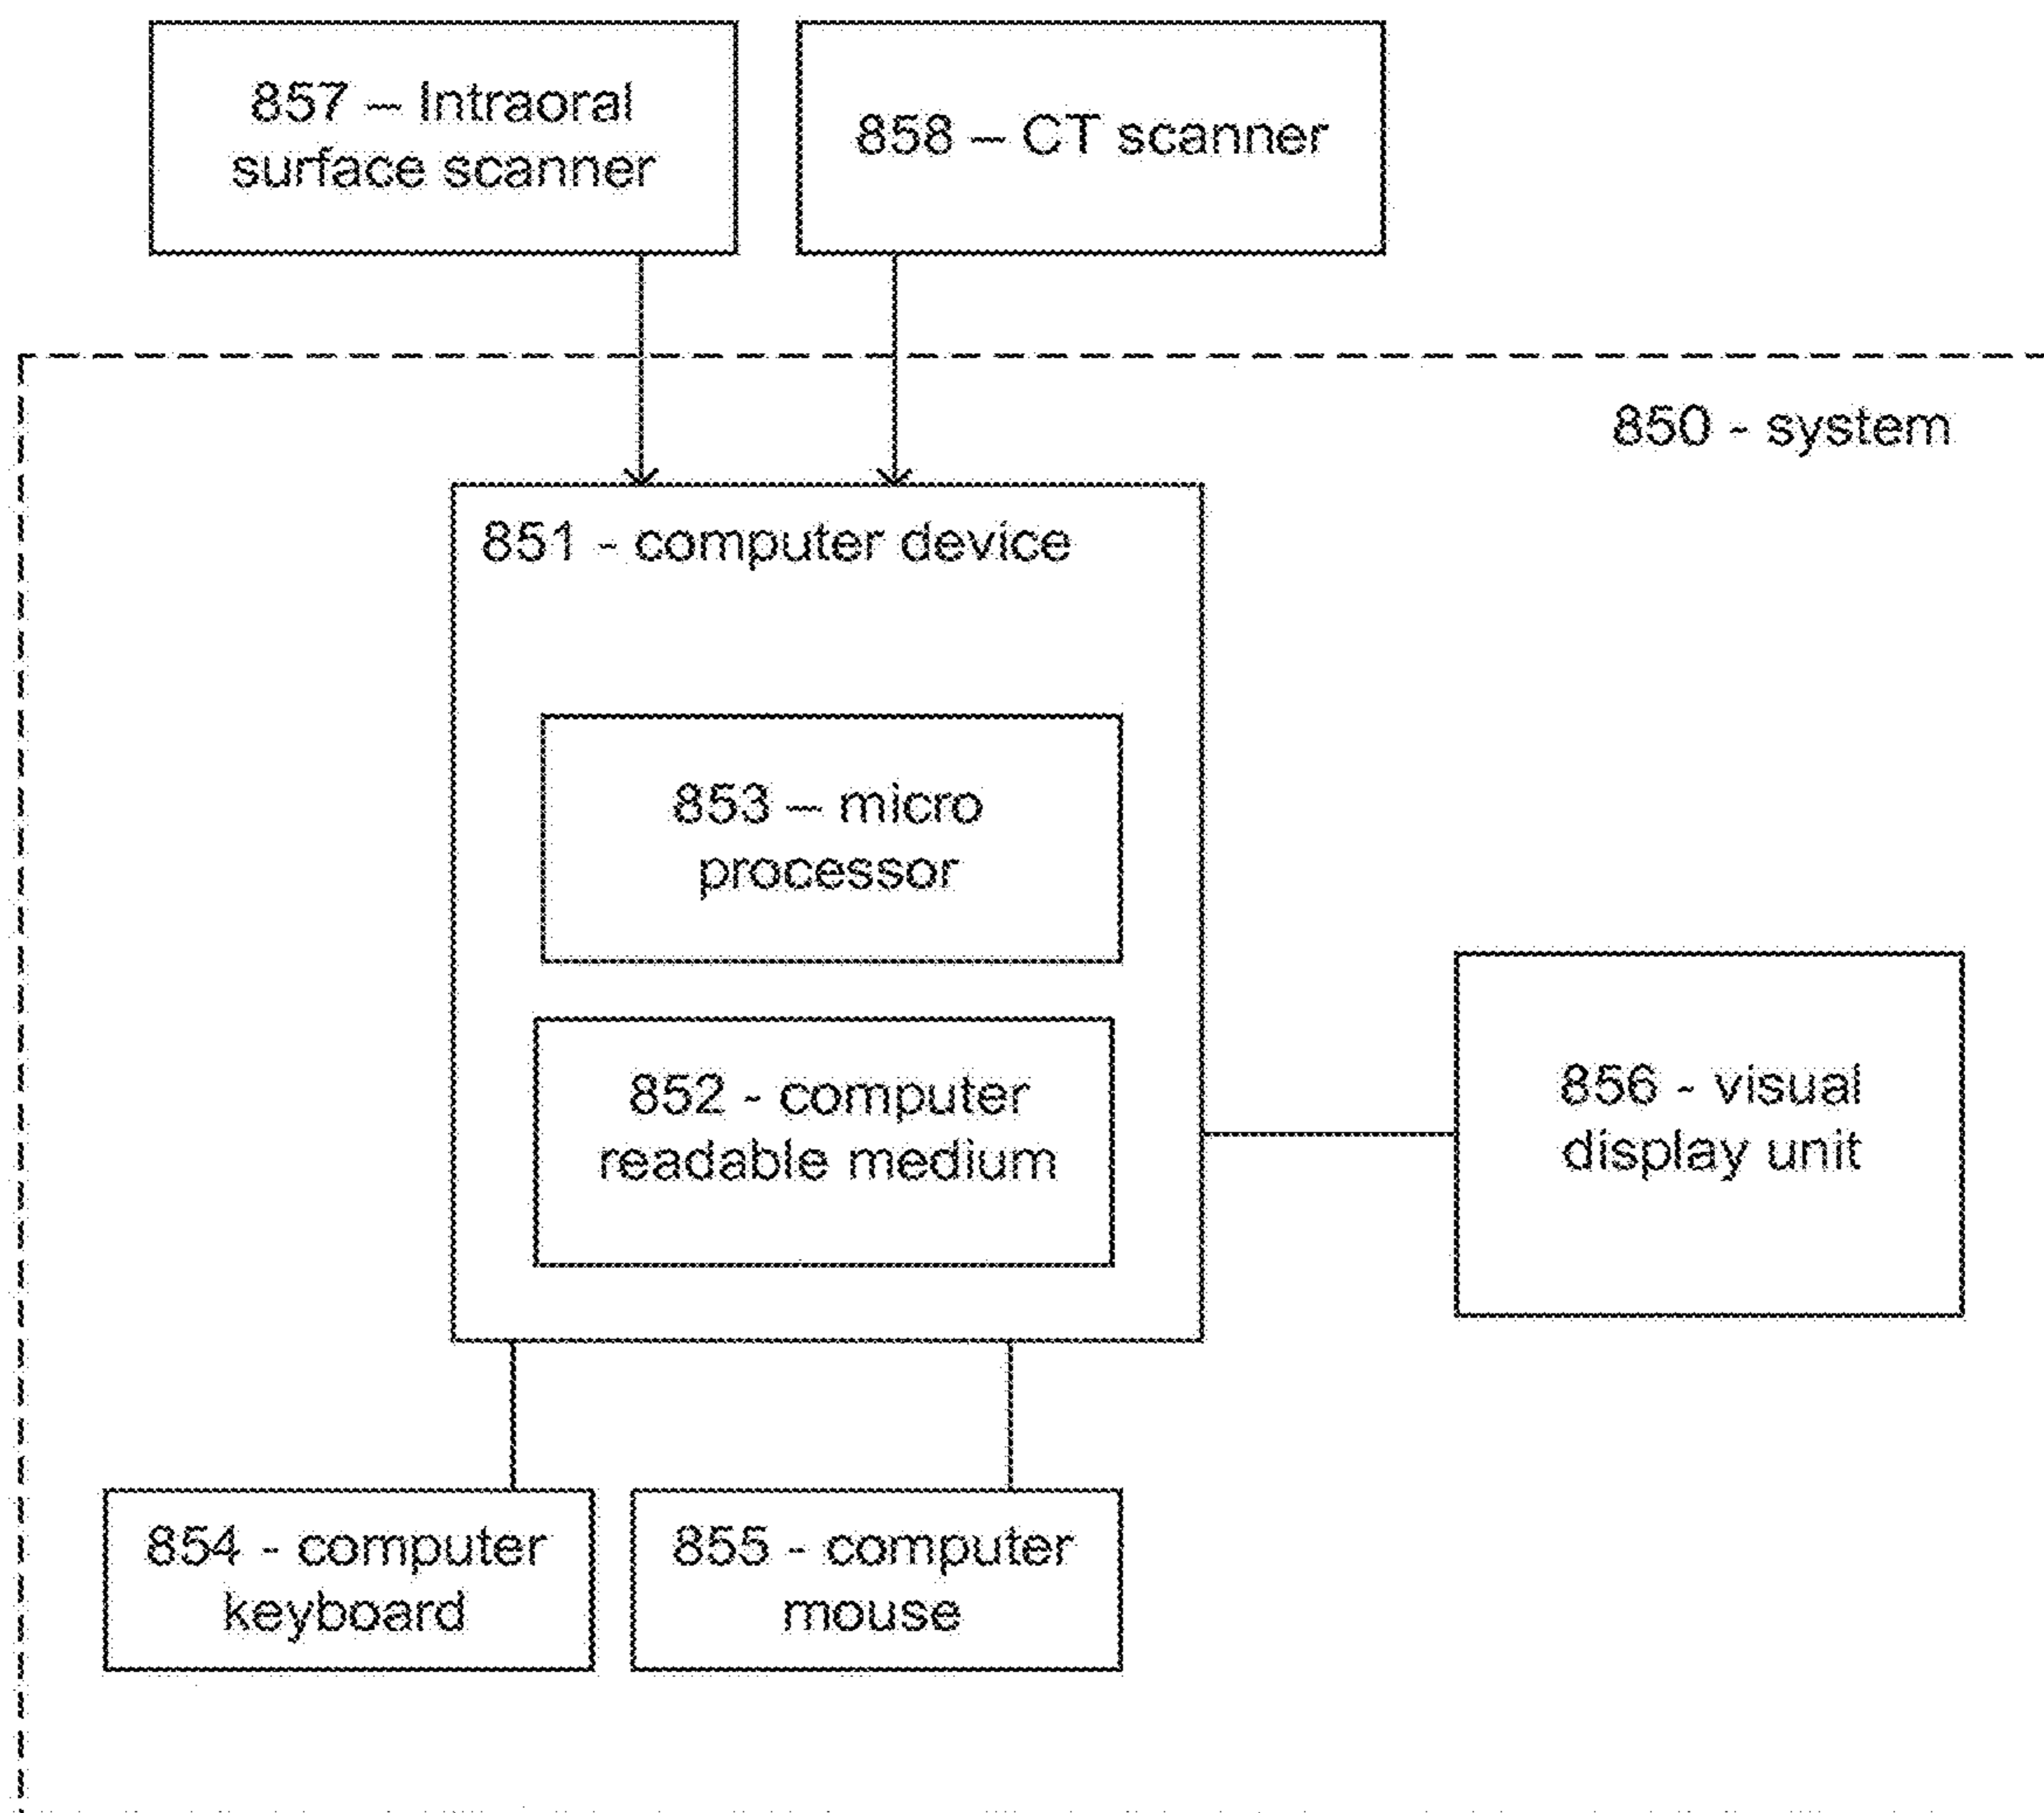 857 – Intraoral
surface scanner
858 – CT scanner
850 - system
851 - computer device
853 – micro
processor
852 - computer
readable medium
856 - visual
display unit
854 - computer
keyboard
855 - computer
mouse